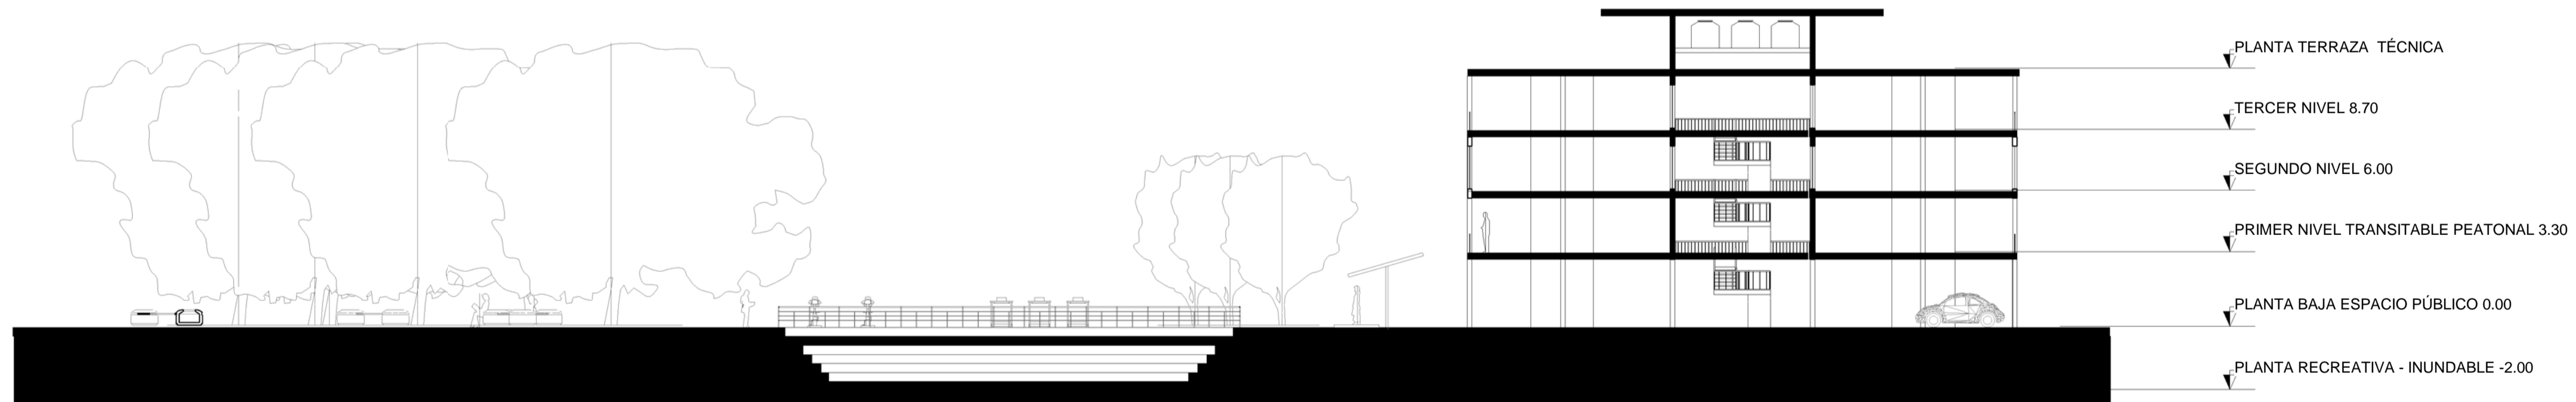 PLANTA TERRAZA TÉCNICA
TERCER NIVEL 8.70
SEGUNDO NIVEL 6.00
PRIMER NIVEL TRANSITABLE PEATONAL 3.30
PLANTA BAJA ESPACIO PÚBLICO 0.00
PLANTA RECREATIVA - INUNDABLE -2.00